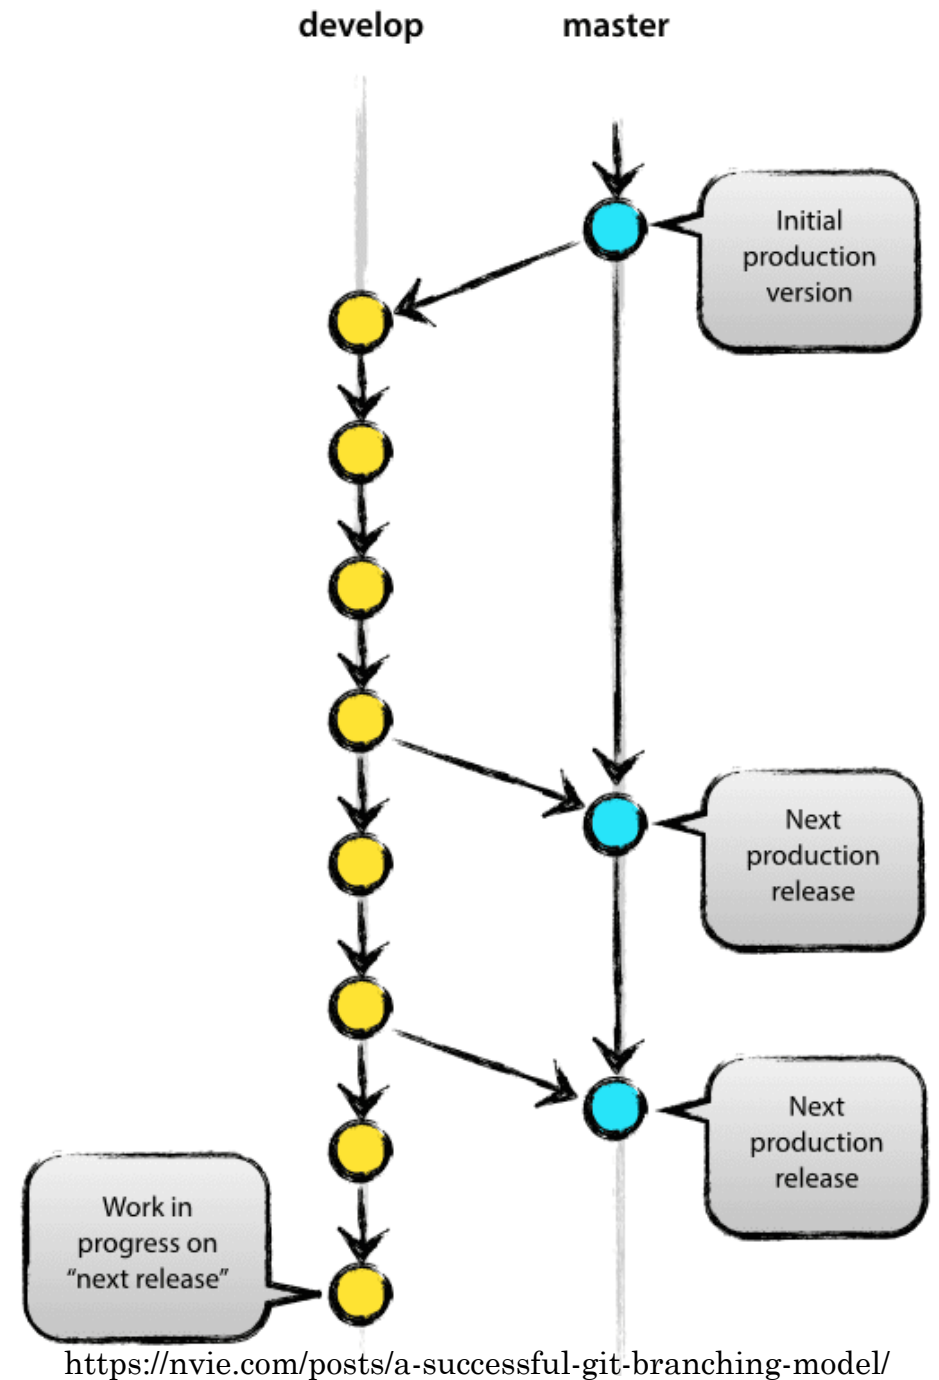 develop
master
Initial
production
version
Next
production
release
Next
production
release
Work in
progress on
“next release”
https://nvie.com/posts/a-successful-git-branching-model/